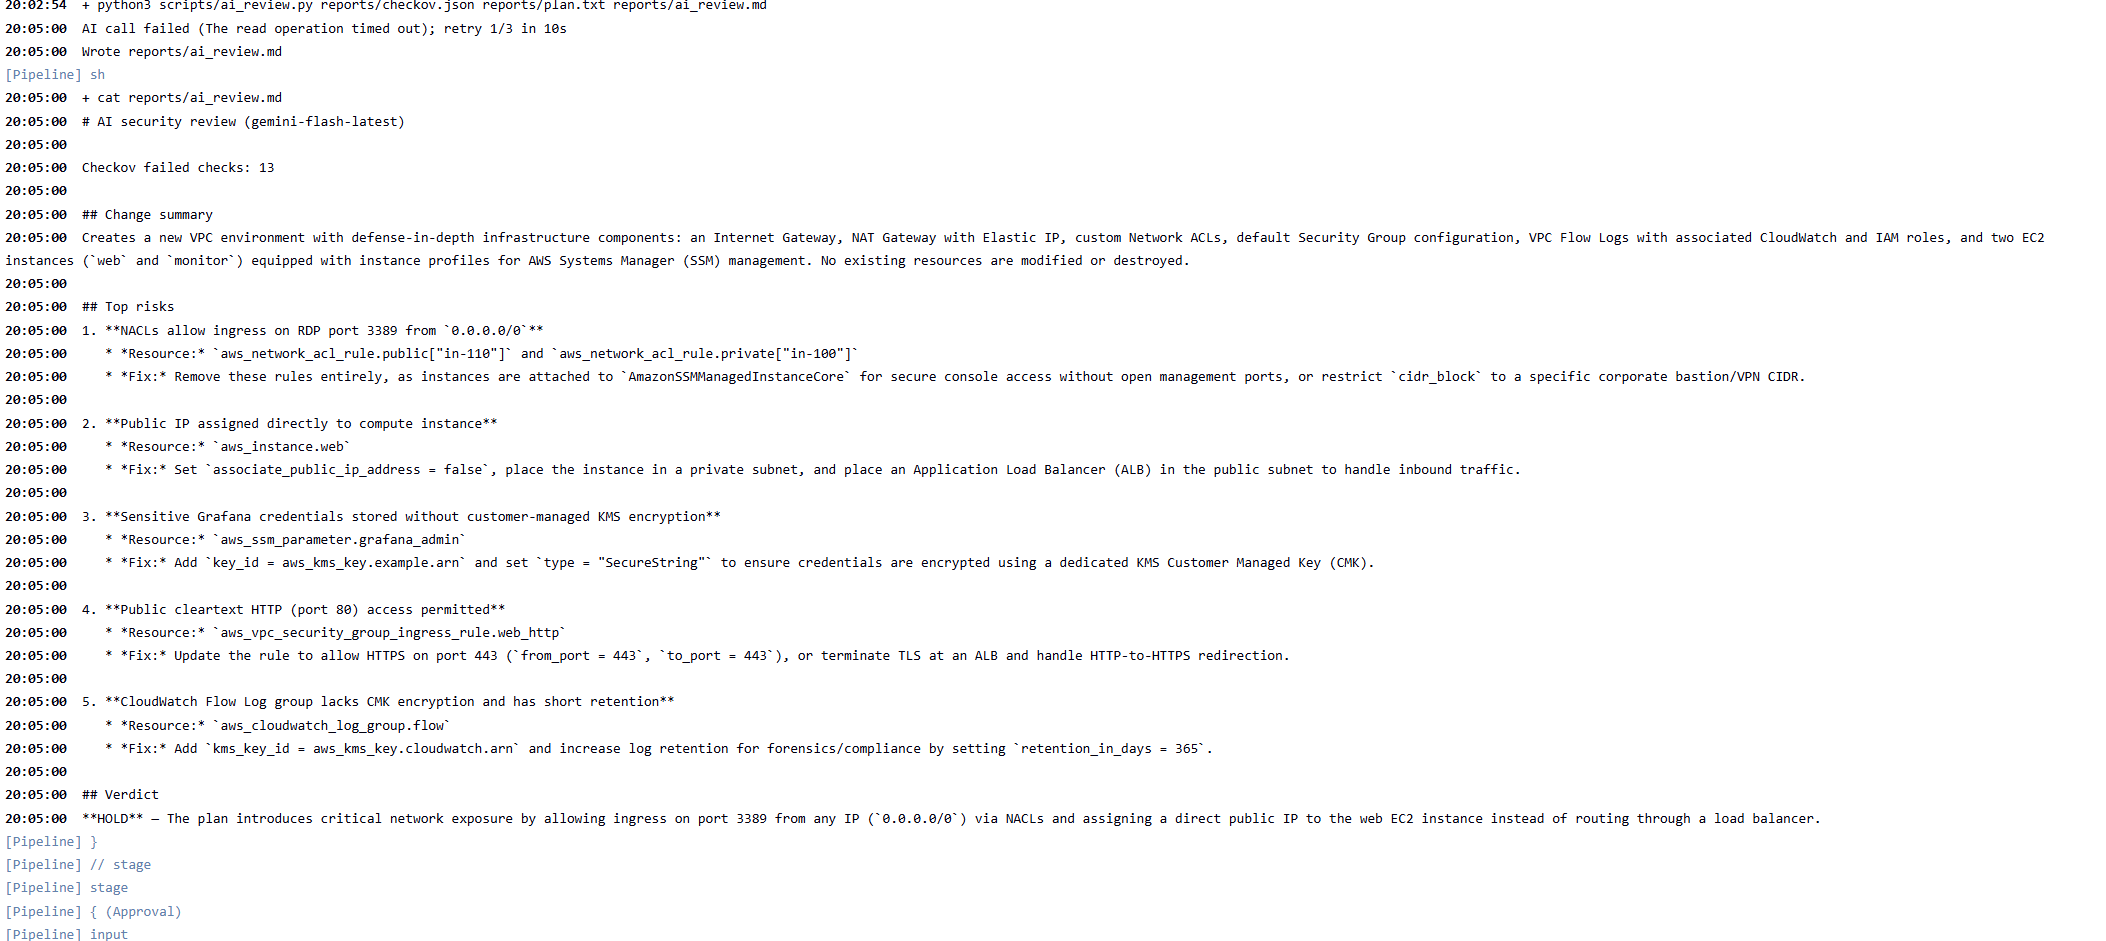 20:02:54 + python3 scripts/ai_review.py reports/checkov.json reports/plan.txt reports/ai_review.md
20:05:00 AI call failed (The read operation timed out); retry 1/3 in 10s
20:05:00 Wrote reports/ai_review.md
[Pipeline] sh
20:05:00 + cat reports/ai_review.md
20:05:00 # AI security review (gemini-flash-latest)
20:05:00
20:05:00 Checkov failed checks: 13
20:05:00
20:05:00 ## Change summary
20:05:00 Creates a new VPC environment with defense-in-depth infrastructure components: an Internet Gateway, NAT Gateway with Elastic IP, custom Network ACLs, default Security Group configuration, VPC Flow Logs with associated CloudWatch and IAM roles, and two EC2
instances (`web` and `monitor`) equipped with instance profiles for AWS Systems Manager (SSM) management. No existing resources are modified or destroyed.
20:05:00
20:05:00 ## Top risks
20:05:00 1. **NACLs allow ingress on RDP port 3389 from `0.0.0.0/0`**
20:05:00 * *Resource:* `aws_network_acl_rule.public["in-110"]` and `aws_network_acl_rule.private["in-100"]`
20:05:00 * *Fix:* Remove these rules entirely, as instances are attached to `AmazonSSMManagedInstanceCore` for secure console access without open management ports, or restrict `cidr_block` to a specific corporate bastion/VPN CIDR.
20:05:00
20:05:00 2. **Public IP assigned directly to compute instance**
20:05:00 * *Resource:* `aws_instance.web`
20:05:00 * *Fix:* Set `associate_public_ip_address = false`, place the instance in a private subnet, and place an Application Load Balancer (ALB) in the public subnet to handle inbound traffic.
20:05:00
20:05:00 3. **Sensitive Grafana credentials stored without customer-managed KMS encryption**
20:05:00 * *Resource:* `aws_ssm_parameter.grafana_admin`
20:05:00 * *Fix:* Add `key_id = aws_kms_key.example.arn` and set `type = "SecureString"` to ensure credentials are encrypted using a dedicated KMS Customer Managed Key (CMK).
20:05:00
20:05:00 4. **Public cleartext HTTP (port 80) access permitted**
20:05:00 * *Resource:* `aws_vpc_security_group_ingress_rule.web_http`
20:05:00 * *Fix:* Update the rule to allow HTTPS on port 443 (`from_port = 443`, `to_port = 443`), or terminate TLS at an ALB and handle HTTP-to-HTTPS redirection.
20:05:00
20:05:00 5. **CloudWatch Flow Log group lacks CMK encryption and has short retention**
20:05:00 * *Resource:* `aws_cloudwatch_log_group.flow`
20:05:00 * *Fix:* Add `kms_key_id = aws_kms_key.cloudwatch.arn` and increase log retention for forensics/compliance by setting `retention_in_days = 365`.
20:05:00
20:05:00 ## Verdict
20:05:00 **HOLD** — The plan introduces critical network exposure by allowing ingress on port 3389 from any IP (`0.0.0.0/0`) via NACLs and assigning a direct public IP to the web EC2 instance instead of routing through a load balancer.
[Pipeline] }
[Pipeline] // stage
[Pipeline] stage
[Pipeline] { (Approval)
[Pipeline] input